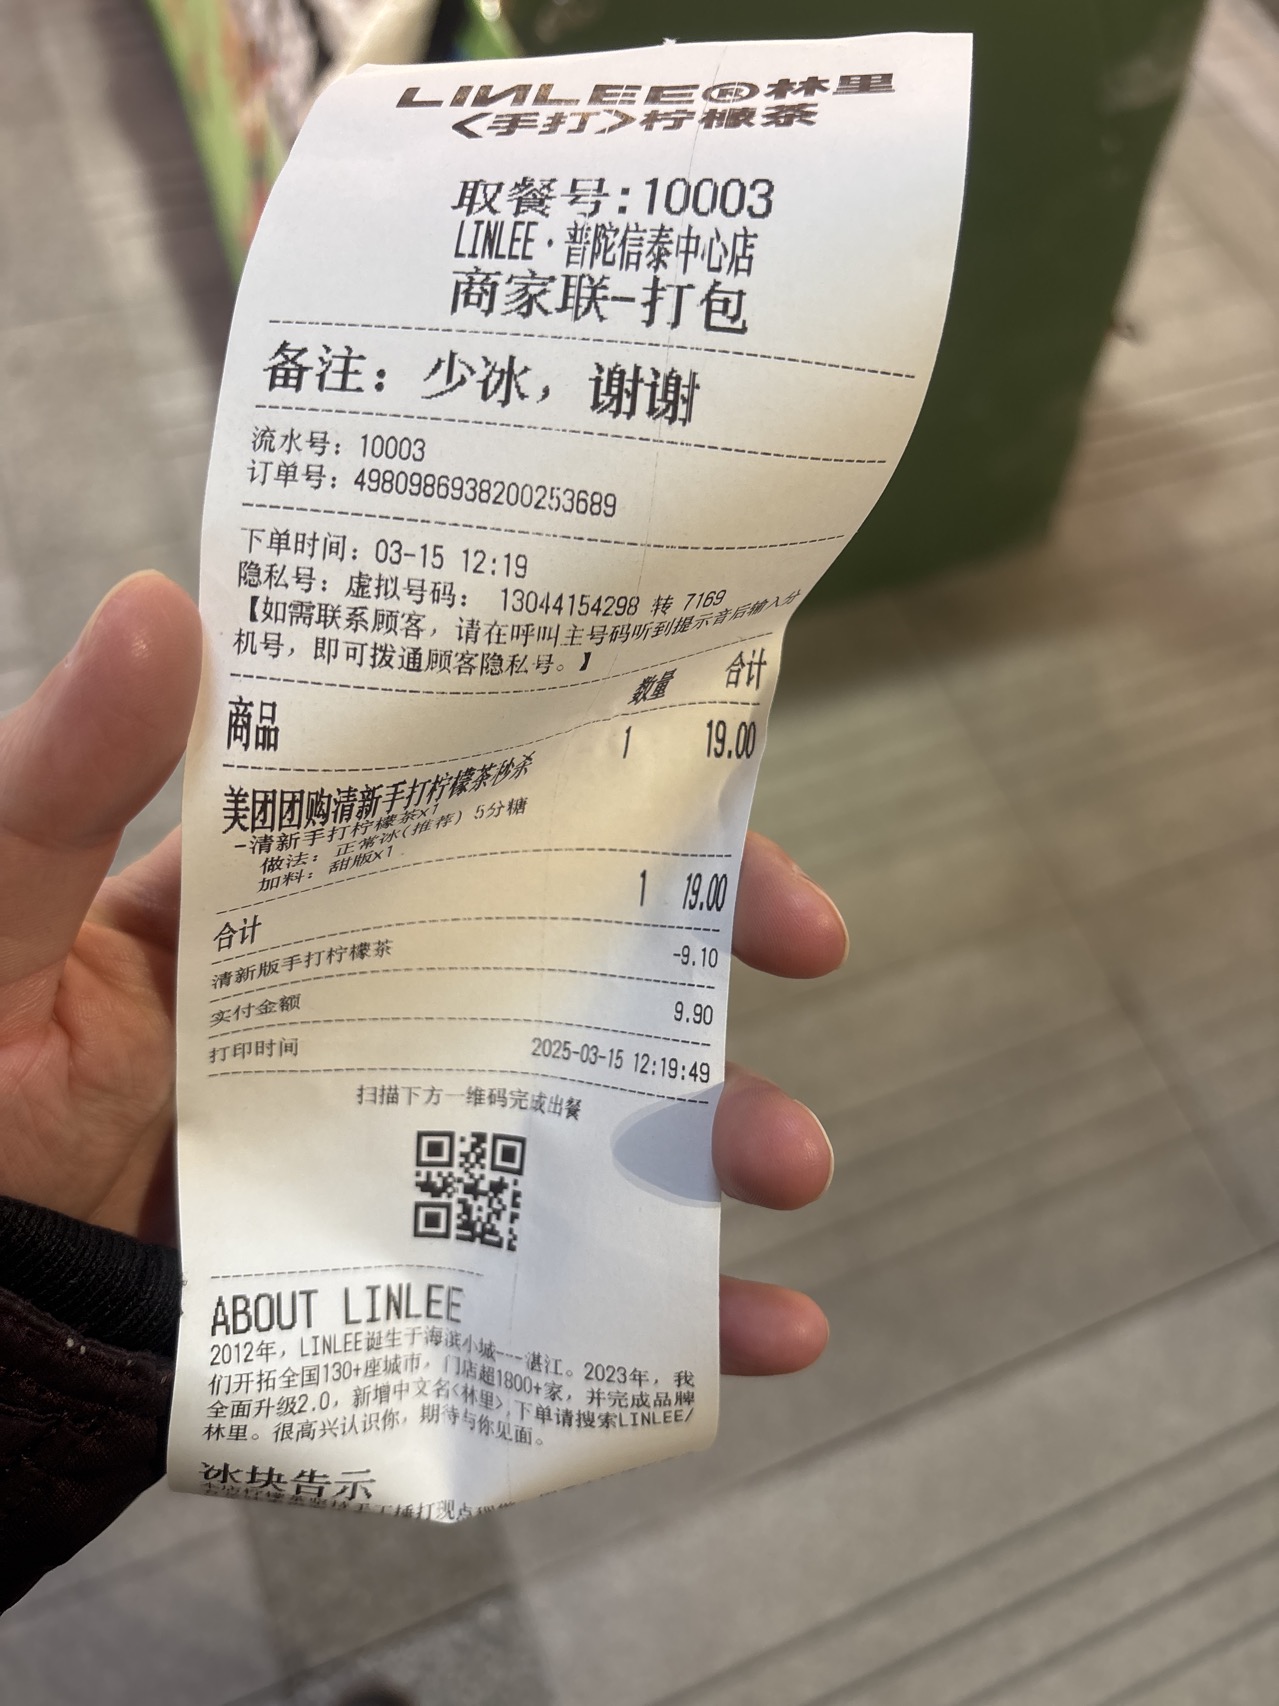 LINLEE®林里
<手打>柠檬茶
取餐号:10003
LINLEE·普陀信泰中心店
商家联-打包
备注：少冰，谢谢
流水号：10003
订单号：4980986938200253689
下单时间：03-15 12:19
隐私号：虚拟号码： 13044154298 转 7169
【如需联系顾客，请在呼叫主号码听到提示音后输入分
机号，即可拨通顾客隐私号。】
商品 数量 合计
美团团购清新手打柠檬茶秒杀 1 19.00
-清新手打柠檬茶x1
做法：正常冰(推荐) 5分糖
加料：甜版x1
合计 1 19.00
清新版手打柠檬茶 -9.10
实付金额 9.90
打印时间 2025-03-15 12:19:49
扫描下方一维码完成出餐
ABOUT LINLEE
2012年，LINLEE诞生于海滨小城---湛江。2023年，我
们开拓全国130+座城市，门店超1800+家，并完成品牌
全面升级2.0，新增中文名<林里>,下单请搜索LINLEE/
林里。很高兴认识你，期待与你见面。
冰块告示